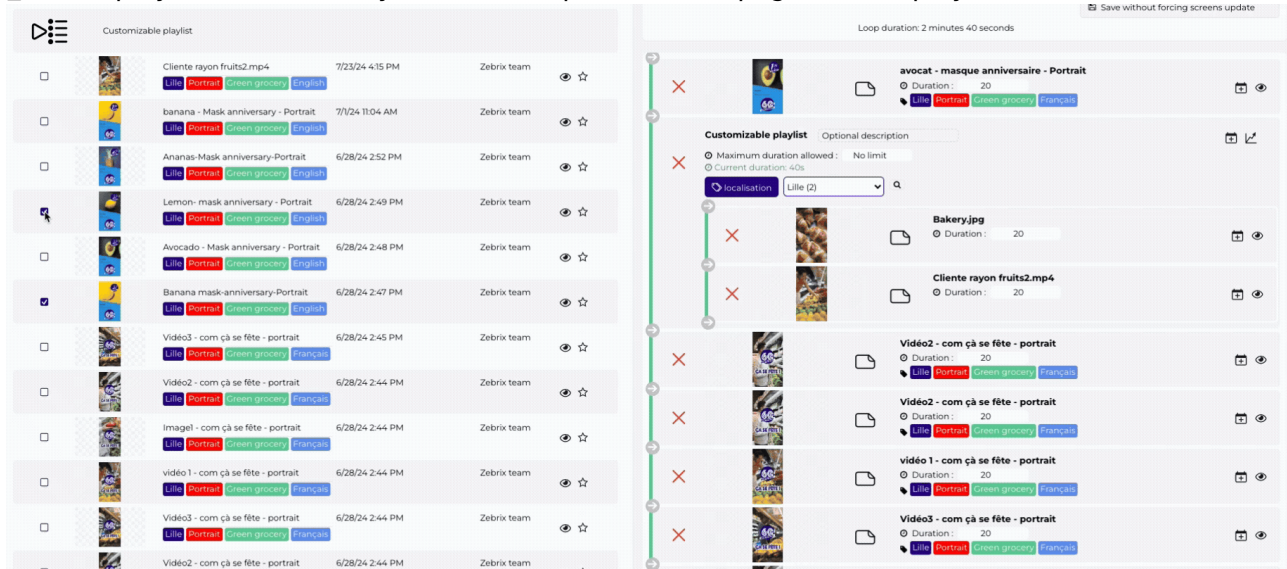 Save without forcing screens update
Customizable playlist
Loop duration: 2 minutes 40 seconds
Cliente rayon fruits2.mp4 7/23/24 4:15 PM Zebrix team
Lille Portrait Green grocery English
banana - Mask anniversary - Portrait 7/1/24 11:04 AM Zebrix team
Lille Portrait Green grocery English
Ananas-Mask anniversary-Portrait 6/28/24 2:52 PM Zebrix team
Lille Portrait Green grocery English
Lemon- mask anniversary - Portrait 6/28/24 2:49 PM Zebrix team
Lille Portrait Green grocery English
Avocado - Mask anniversary - Portrait 6/28/24 2:48 PM Zebrix team
Lille Portrait Green grocery English
Banana mask-anniversary-Portrait 6/28/24 2:47 PM Zebrix team
Lille Portrait Green grocery English
Vidéo3 - com çà se fête - portrait 6/28/24 2:45 PM Zebrix team
Lille Portrait Green grocery Français
Vidéo2 - com çà se fête - portrait 6/28/24 2:44 PM Zebrix team
Lille Portrait Green grocery Français
Image1 - com çà se fête - portrait 6/28/24 2:44 PM Zebrix team
Lille Portrait Green grocery Français
vidéo 1 - com çà se fête - portrait 6/28/24 2:44 PM Zebrix team
Lille Portrait Green grocery Français
Vidéo3 - com çà se fête - portrait 6/28/24 2:44 PM Zebrix team
Lille Portrait Green grocery Français
Vidéo2 - com çà se fête - portrait 6/28/24 2:44 PM Zebrix team
avocat - masque anniversaire - Portrait
Duration : 20
Lille Portrait Green grocery Français
Customizable playlist Optional description
Maximum duration allowed : No limit
Current duration: 40s
localisation Lille (2)
Bakery.jpg
Duration : 20
Cliente rayon fruits2.mp4
Duration : 20
Vidéo2 - com çà se fête - portrait
Duration : 20
Lille Portrait Green grocery Français
Vidéo2 - com çà se fête - portrait
Duration : 20
Lille Portrait Green grocery Français
vidéo 1 - com çà se fête - portrait
Duration : 20
Lille Portrait Green grocery Français
Vidéo3 - com çà se fête - portrait
Duration : 20
Lille Portrait Green grocery Français